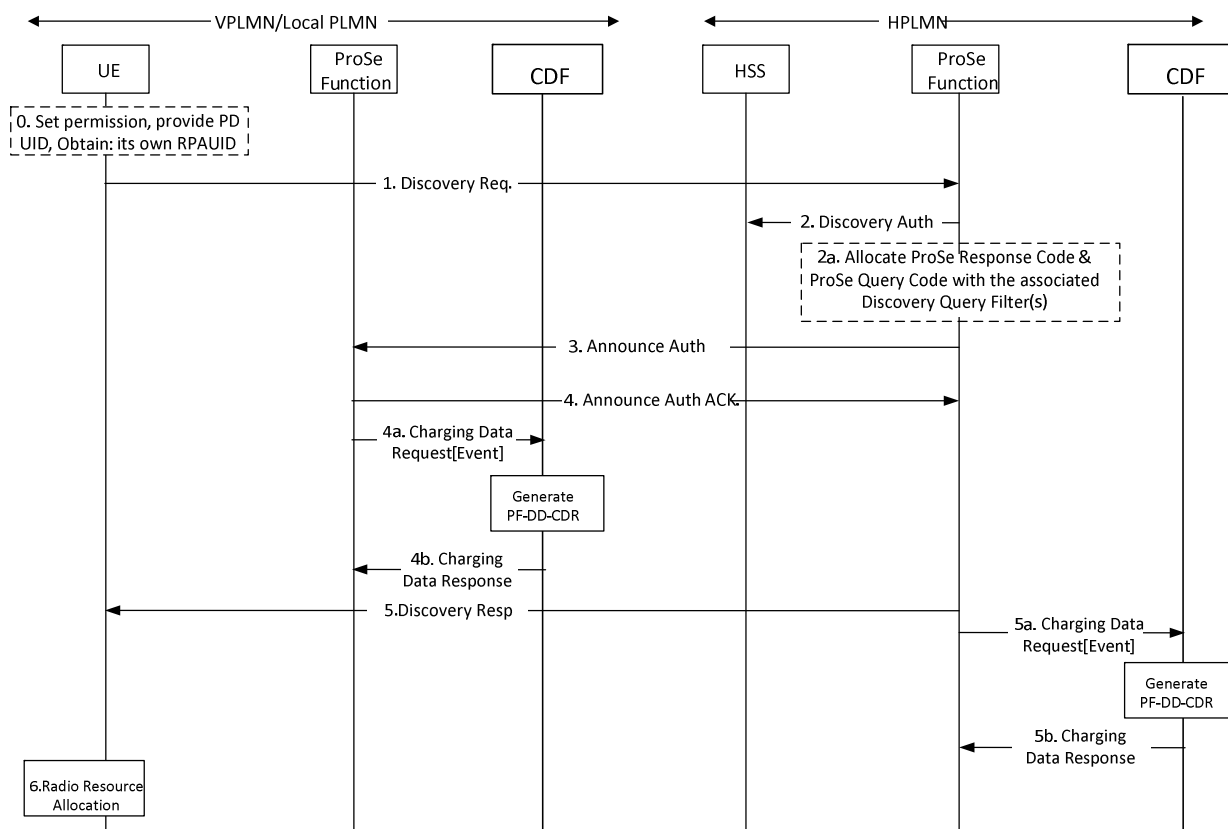 VPLMN/Local PLMN
HPLMN
UE
ProSe
Function
CDF
HSS
ProSe
Function
CDF
0. Set permission, provide PD
UID, Obtain: its own RPAUID
1. Discovery Req.
2. Discovery Auth
2a. Allocate ProSe Response Code &
ProSe Query Code with the associated
Discovery Query Filter(s)
3. Announce Auth
4. Announce Auth ACK.
4a. Charging Data
Request[Event]
Generate
PF-DD-CDR
4b. Charging
Data Response
5.Discovery Resp
5a. Charging Data
Request[Event]
Generate
PF-DD-CDR
5b. Charging
Data Response
6.Radio Resource
Allocation